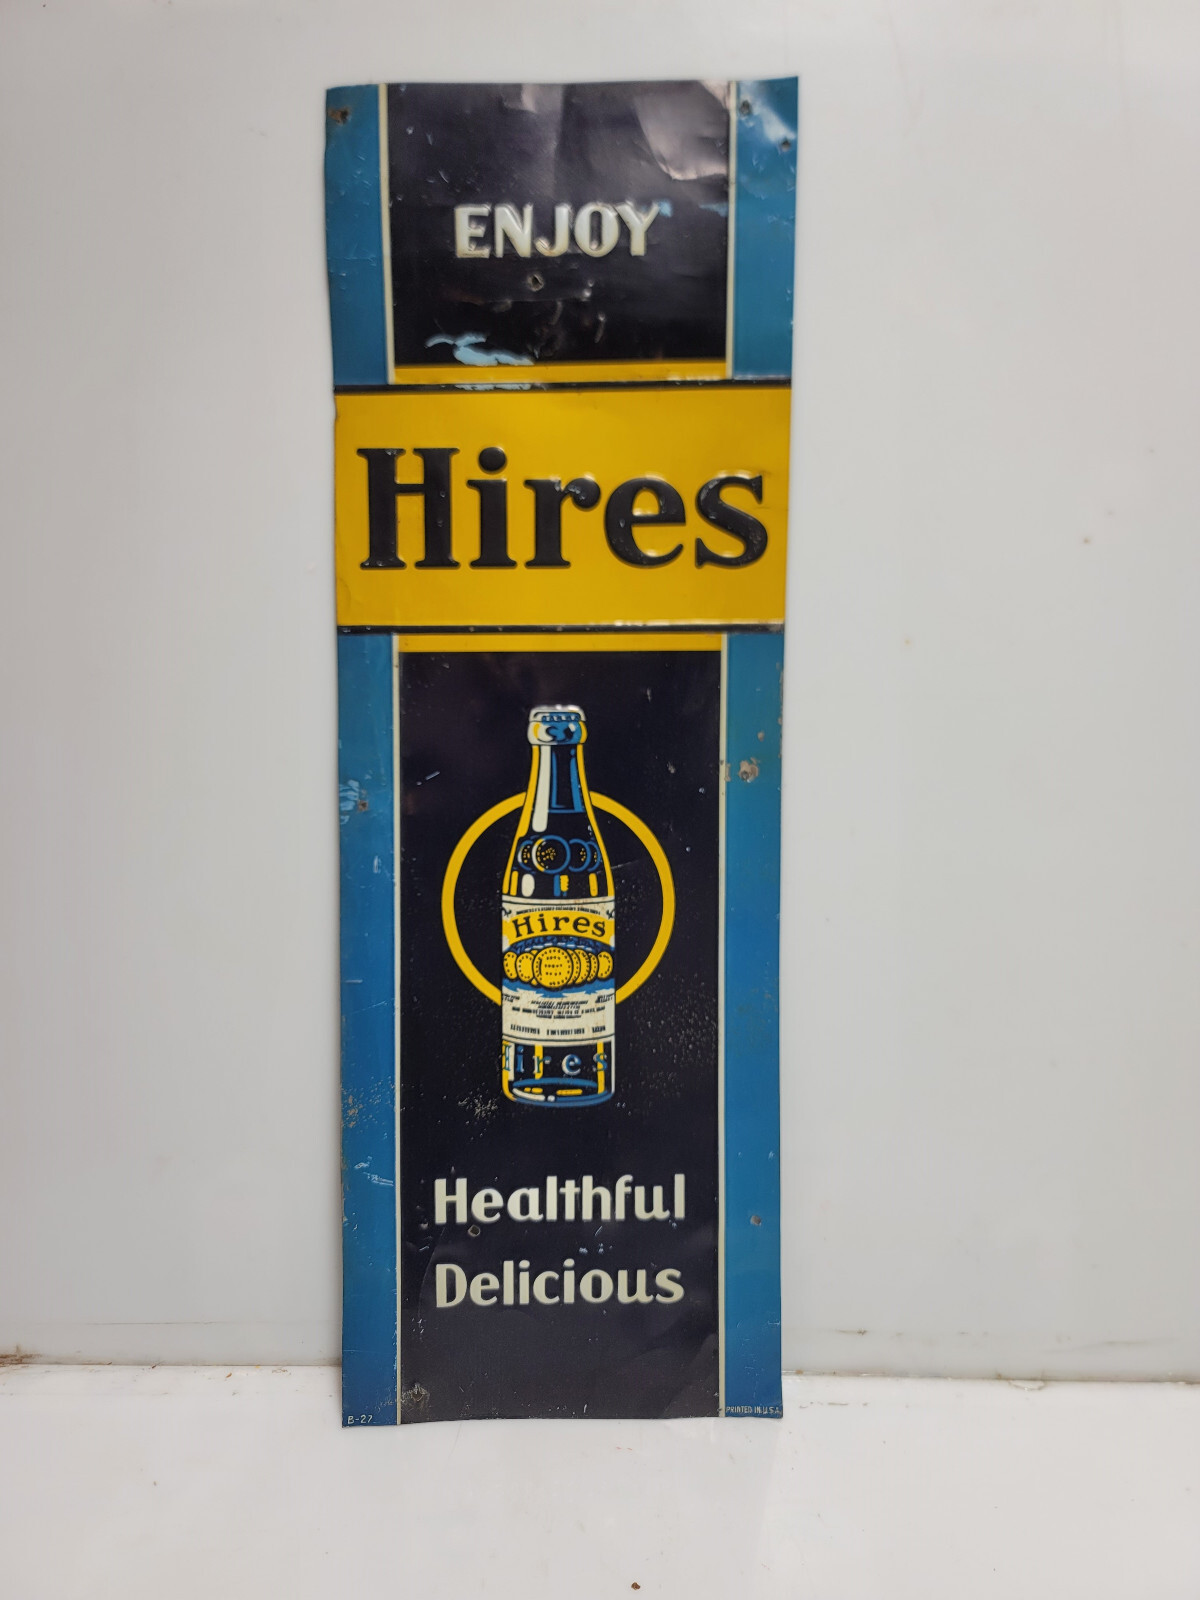 ENJOY
Hires
Hires
Hires
Healthful
Delicious
B-27
PRINTED IN U.S.A.